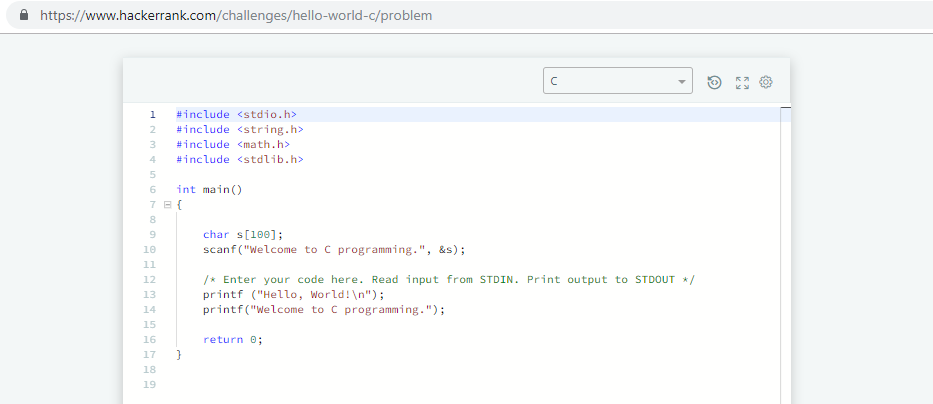 https://www.hackerrank.com/challenges/hello-world-c/problem
C
1 #include <stdio.h>
2 #include <string.h>
3 #include <math.h>
4 #include <stdlib.h>
5
6 int main()
7 {
8
9 char s[100];
10 scanf("Welcome to C programming.", &s);
11
12 /* Enter your code here. Read input from STDIN. Print output to STDOUT */
13 printf ("Hello, World!\n");
14 printf("Welcome to C programming.");
15
16 return 0;
17 }
18
19